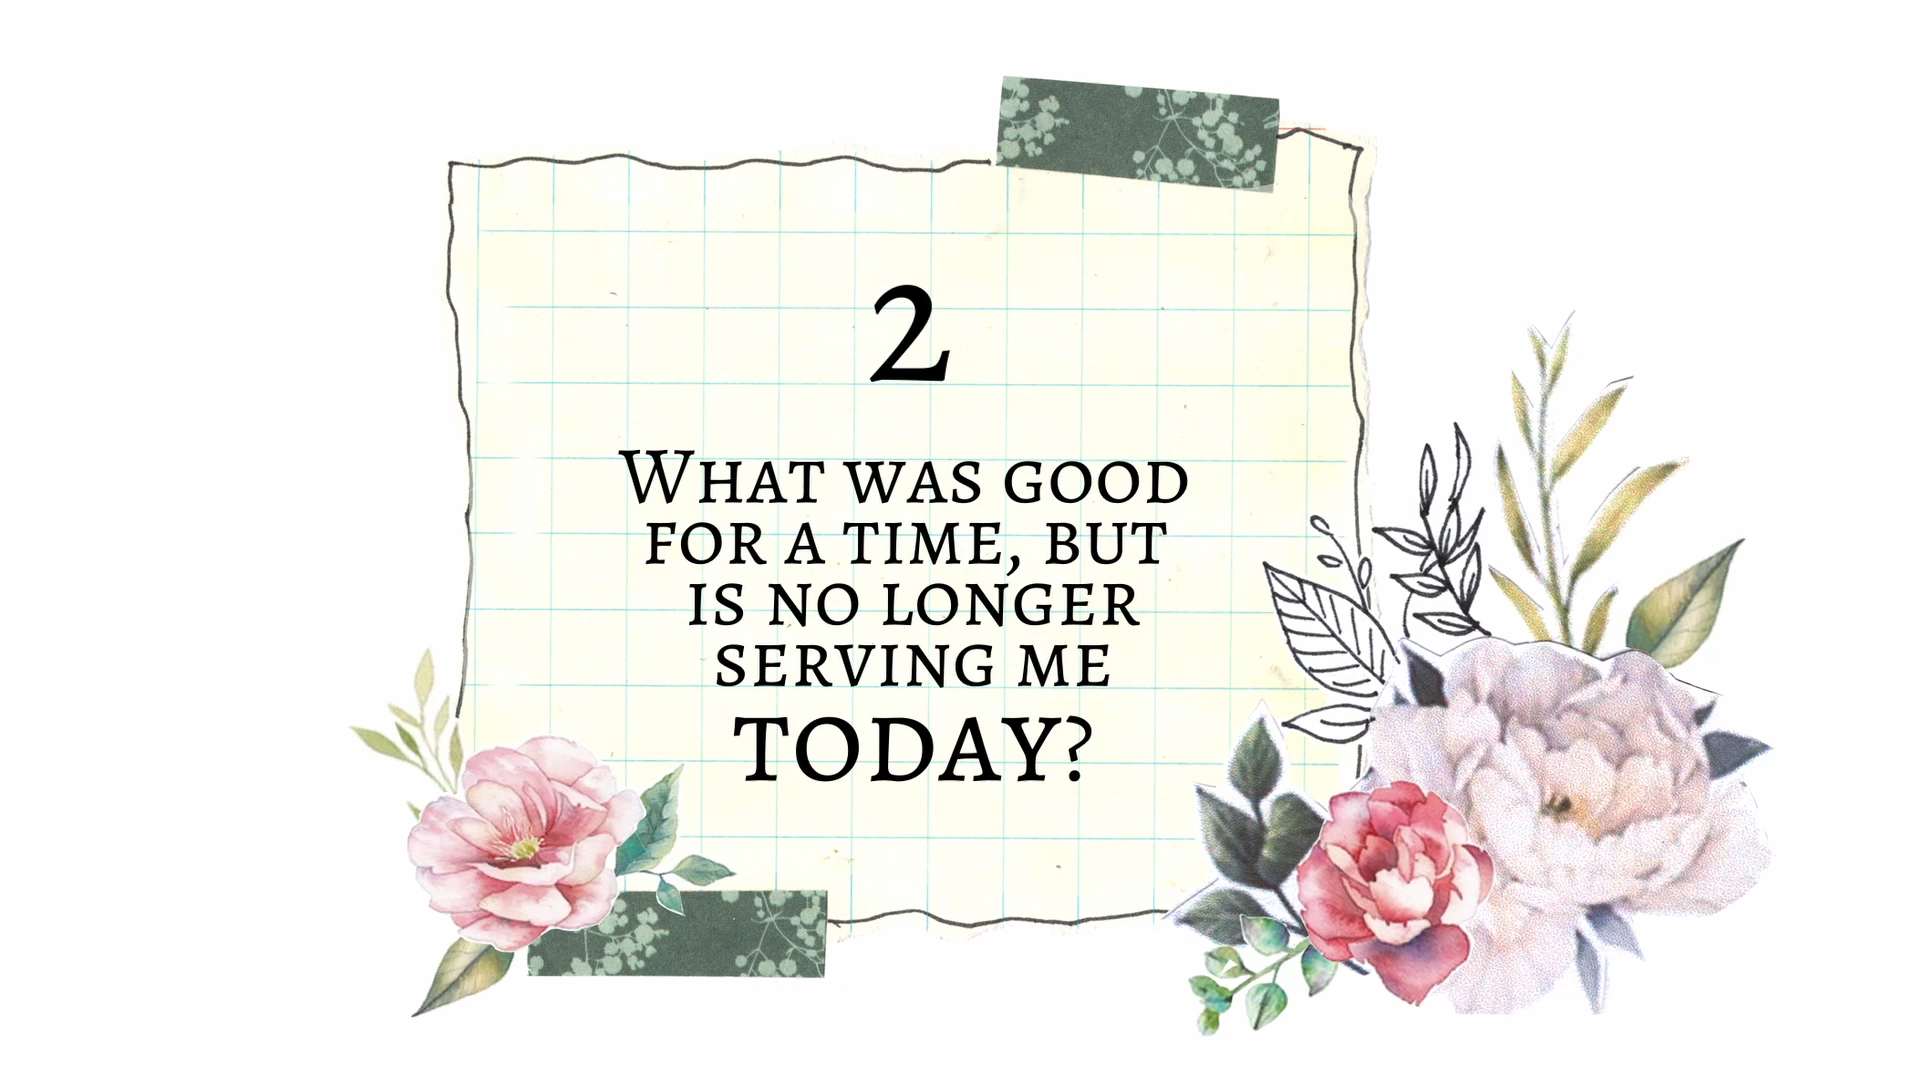 2
What was good
for a time, but
is no longer
serving me
TODAY?